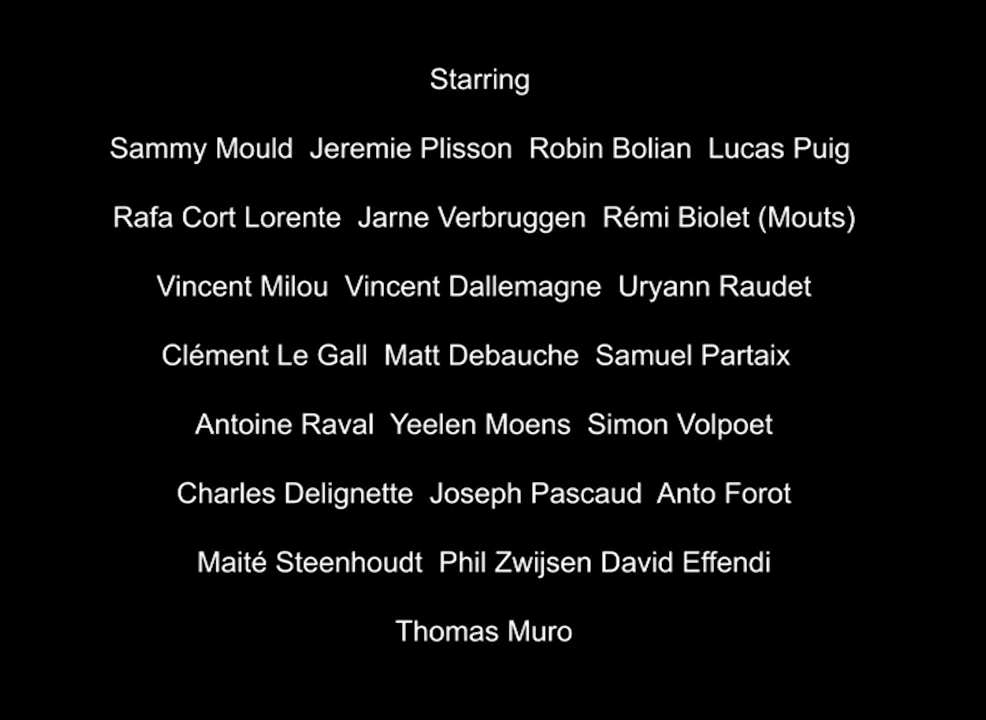 Starring
Sammy Mould Jeremie Plisson Robin Bolian Lucas Puig
Rafa Cort Lorente Jarne Verbruggen Rémi Biolet (Mouts)
Vincent Milou Vincent Dallemagne Uryann Raudet
Clément Le Gall Matt Debauche Samuel Partaix
Antoine Raval Yeelen Moens Simon Volpoet
Charles Delignette Joseph Pascaud Anto Forot
Maité Steenhoudt Phil Zwijsen David Effendi
Thomas Muro